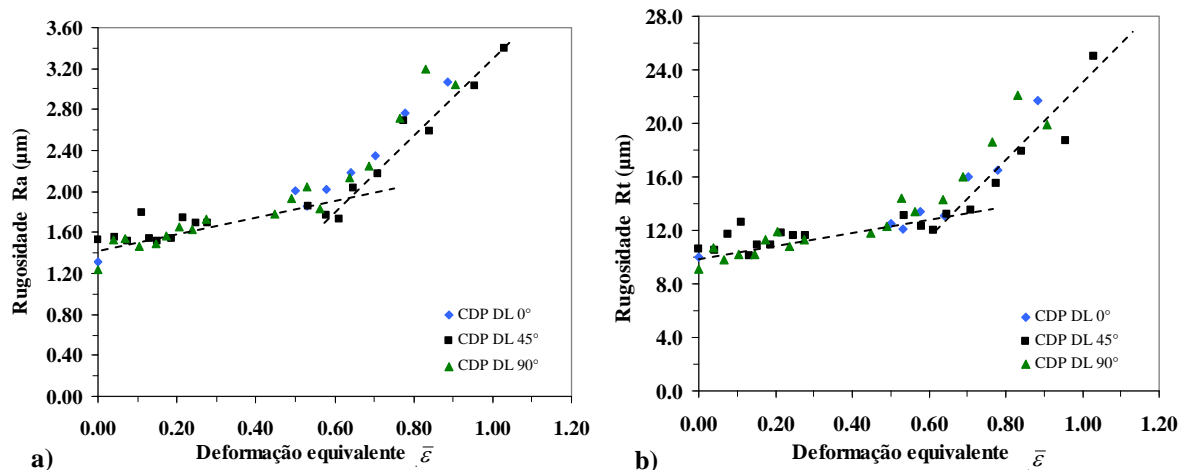 Rugosidade Ra (μm)
3.60
3.20
2.80
2.40
2.00
1.60
1.20
0.80
0.40
0.00
0.00 0.20 0.40 0.60 0.80 1.00 1.20
CDP DL 0°
CDP DL 45°
CDP DL 90°
a) Deformação equivalente ε̄
Rugosidade Rt (μm)
28.0
24.0
20.0
16.0
12.0
8.0
4.0
0.0
0.00 0.20 0.40 0.60 0.80 1.00 1.20
CDP DL 0°
CDP DL 45°
CDP DL 90°
b) Deformação equivalente ε̄